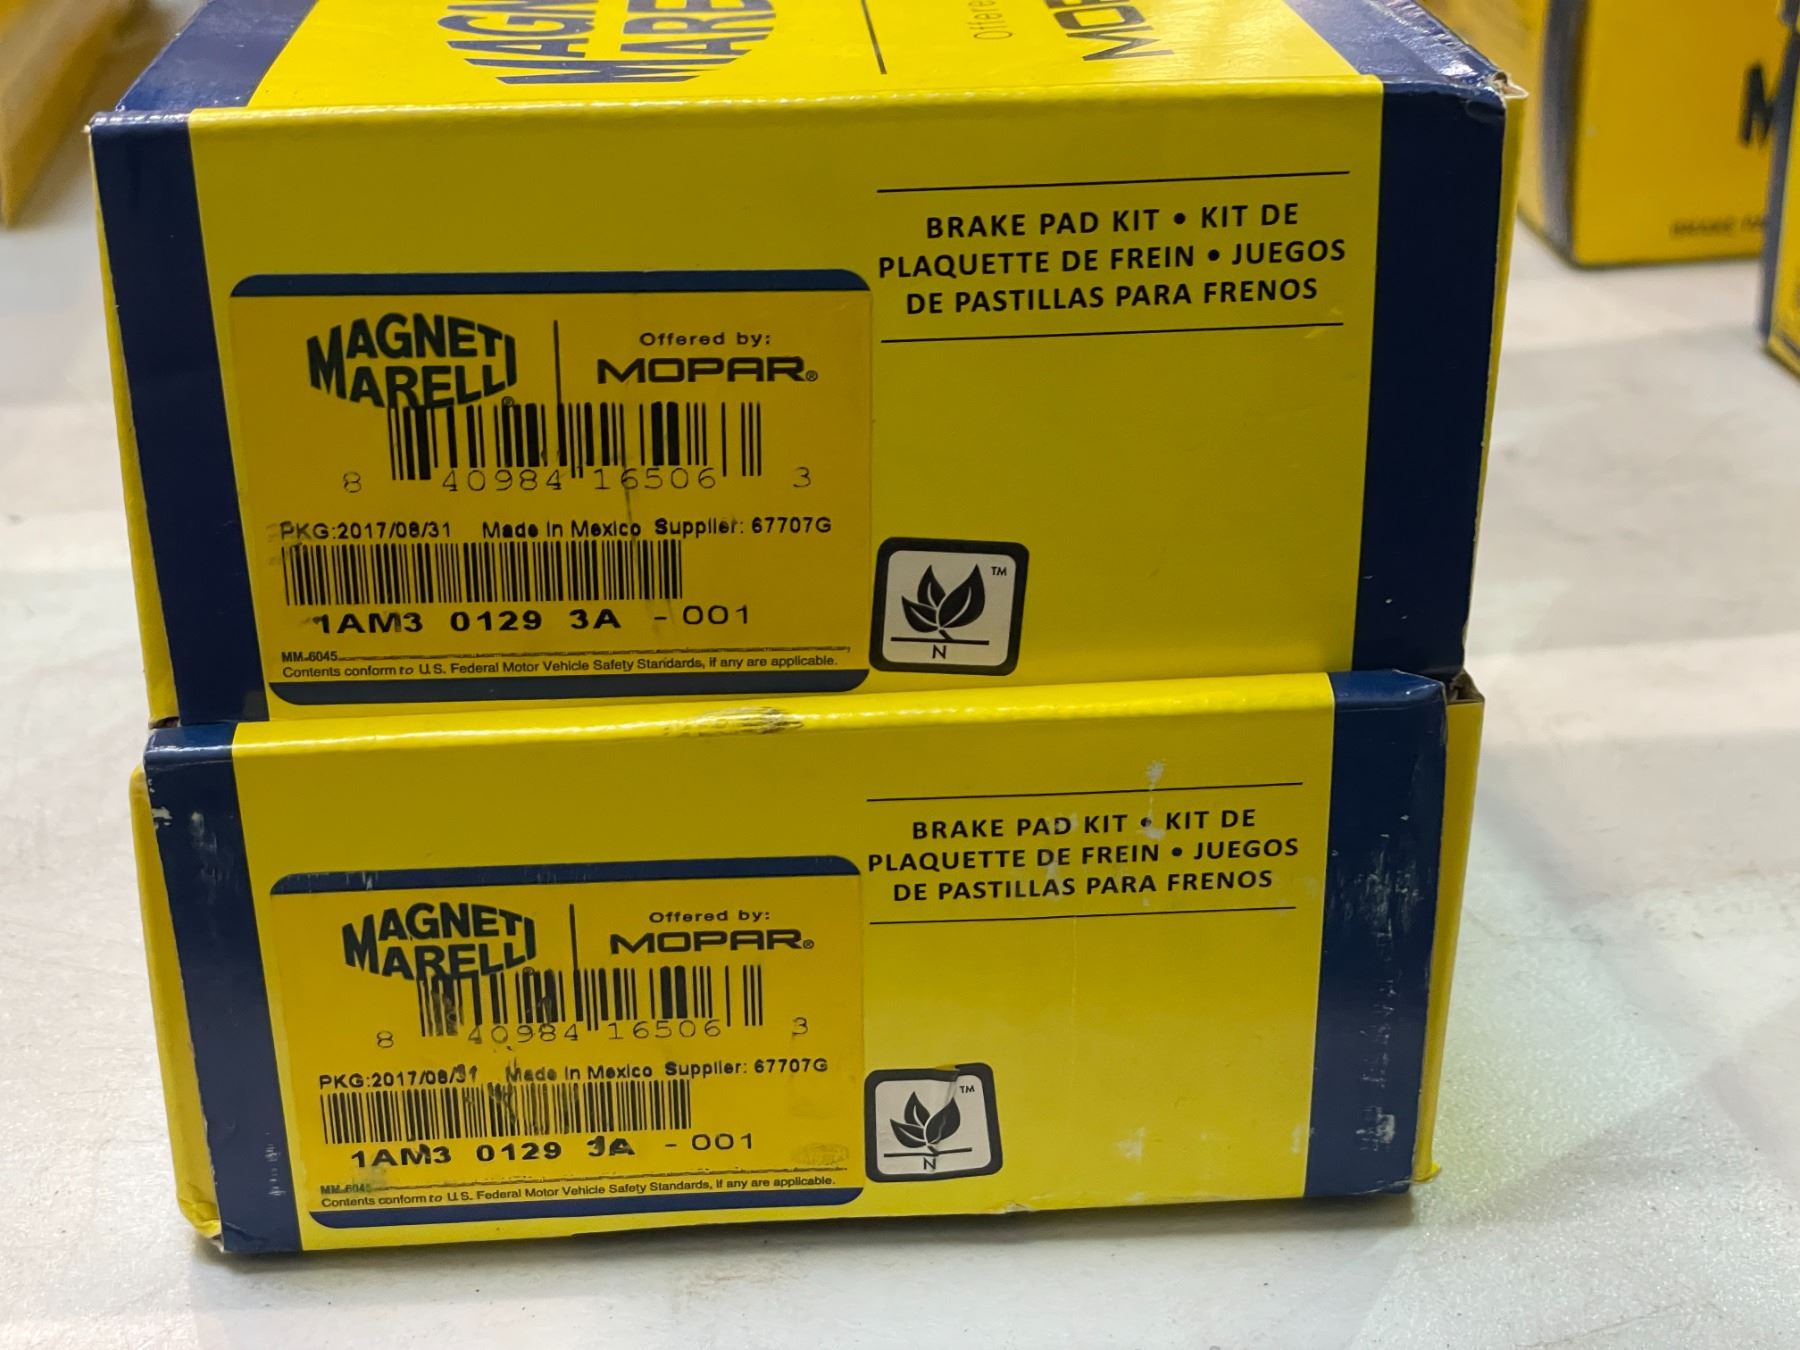 Offered
BRAKE PAD KIT • KIT DE
PLAQUETTE DE FREIN • JUEGOS
DE PASTILLAS PARA FRENOS
MAGNETI
MARELLI®
Offered by:
MOPAR®
8 40984 16506 3
PKG:2017/08/31 Made In Mexico Supplier: 67707G
1AM3 0129 3A - 001
MM-6045
Contents conform to U.S. Federal Motor Vehicle Safety Standards, if any are applicable.
TM
N
BRAKE PAD KIT • KIT DE
PLAQUETTE DE FREIN • JUEGOS
DE PASTILLAS PARA FRENOS
MAGNETI
MARELLI®
Offered by:
MOPAR®
8 40984 16506 3
PKG:2017/08/31 Made In Mexico Supplier: 67707G
1AM3 0129 3A - 001
MM-6045
Contents conform to U.S. Federal Motor Vehicle Safety Standards, if any are applicable.
TM
N